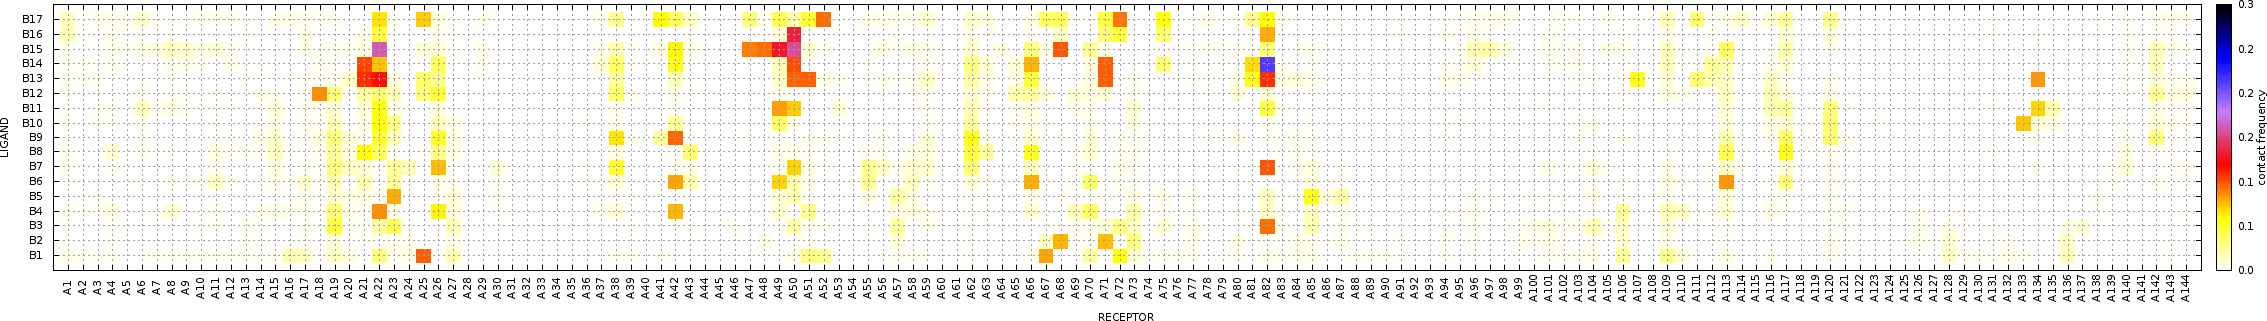 B17
B16
B15
B14
B13
B12
B11
B10
B9
B8
B7
B6
B5
B4
B3
B2
B1
LIGAND
A1 A2 A3 A4 A5 A6 A7 A8 A9 A10 A11 A12 A13 A14 A15 A16 A17 A18 A19 A20 A21 A22 A23 A24 A25 A26 A27 A28 A29 A30 A31 A32 A33 A34 A35 A36 A37 A38 A39 A40 A41 A42 A43 A44 A45 A46 A47 A48 A49 A50 A51 A52 A53 A54 A55 A56 A57 A58 A59 A60 A61 A62 A63 A64 A65 A66 A67 A68 A69 A70 A71 A72 A73 A74 A75 A76 A77 A78 A79 A80 A81 A82 A83 A84 A85 A86 A87 A88 A89 A90 A91 A92 A93 A94 A95 A96 A97 A98 A99 A100 A101 A102 A103 A104 A105 A106 A107 A108 A109 A110 A111 A112 A113 A114 A115 A116 A117 A118 A119 A120 A121 A122 A123 A124 A125 A126 A127 A128 A129 A130 A131 A132 A133 A134 A135 A136 A137 A138 A139 A140 A141 A142 A143 A144
RECEPTOR
0.3
0.2
0.2
0.2
0.1
0.1
0.0
contact frequency